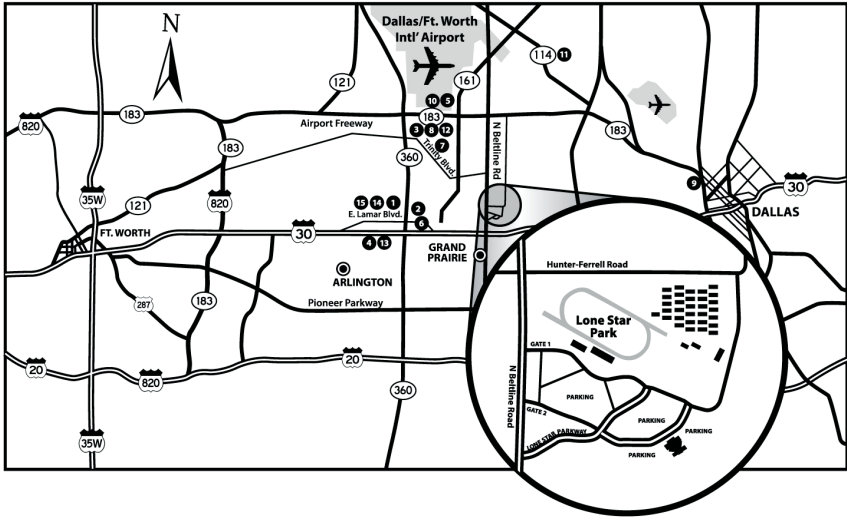 Dallas/Ft. Worth
Intl' Airport
N
114
11
121
161
10
5
820
183
183
183
Airport Freeway
3
8
12
183
7
Trinity Blvd.
N Beltline Rd
183
360
9
30
35W
820
121
15
14
1
2
E. Lamar Blvd.
6
DALLAS
FT. WORTH
30
4
13
GRAND
PRAIRIE
ARLINGTON
Hunter-Ferrell Road
287
183
Pioneer Parkway
Lone Star
Park
GATE 1
20
820
20
N Beltline Road
360
PARKING
GATE 2
PARKING
LONE STAR PARKWAY
PARKING
PARKING
35W